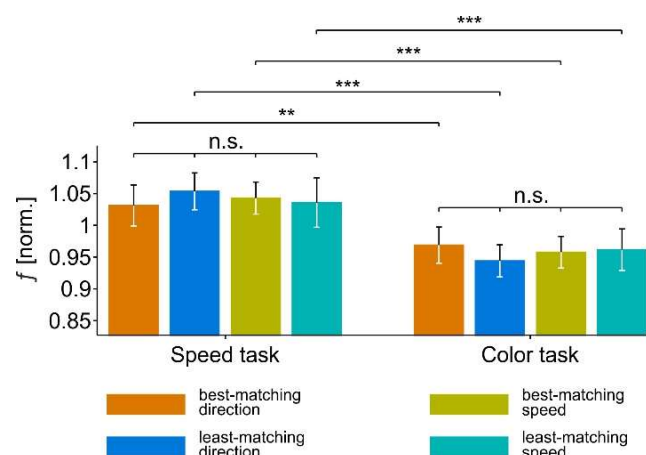 ***
***
***
**
n.s.
n.s.
1.1
1.05
1
0.95
0.9
0.85
f [norm.]
Speed task
Color task
best-matching
direction
best-matching
speed
least-matching
direction
least-matching
speed